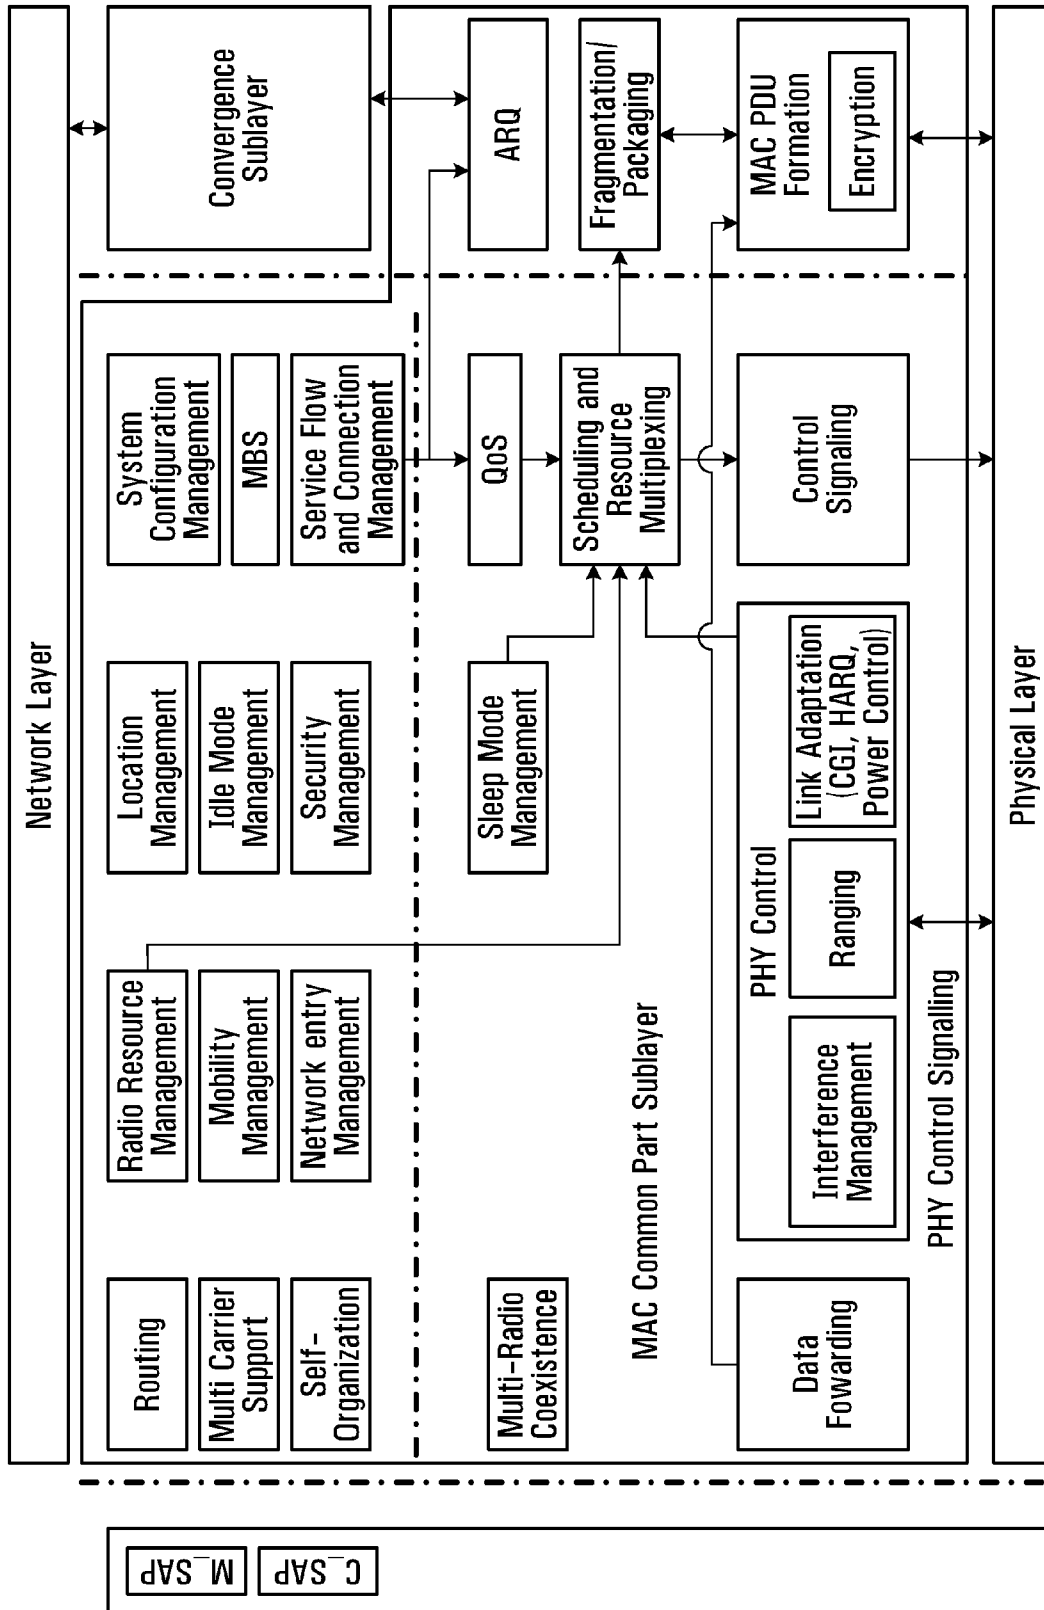 Network Layer
Routing
Multi Carrier
Support
Self-
Organization
Radio Resource
Management
Mobility
Management
Network entry
Management
Location
Management
Idle Mode
Management
Security
Management
System
Configuration
Management
MBS
Service Flow
and Connection
Management
Convergence
Sublayer
M_SAP
C_SAP
Multi-Radio
Coexistence
Sleep Mode
Management
QoS
ARQ
Scheduling and
Resource
Multiplexing
Fragmentation/
Packaging
MAC Common Part Sublayer
Data
Fowarding
PHY Control
Interference
Management
Ranging
Link Adaptation
(CGI, HARQ,
Power Control)
Control
Signaling
MAC PDU
Formation
Encryption
PHY Control Signalling
Physical Layer